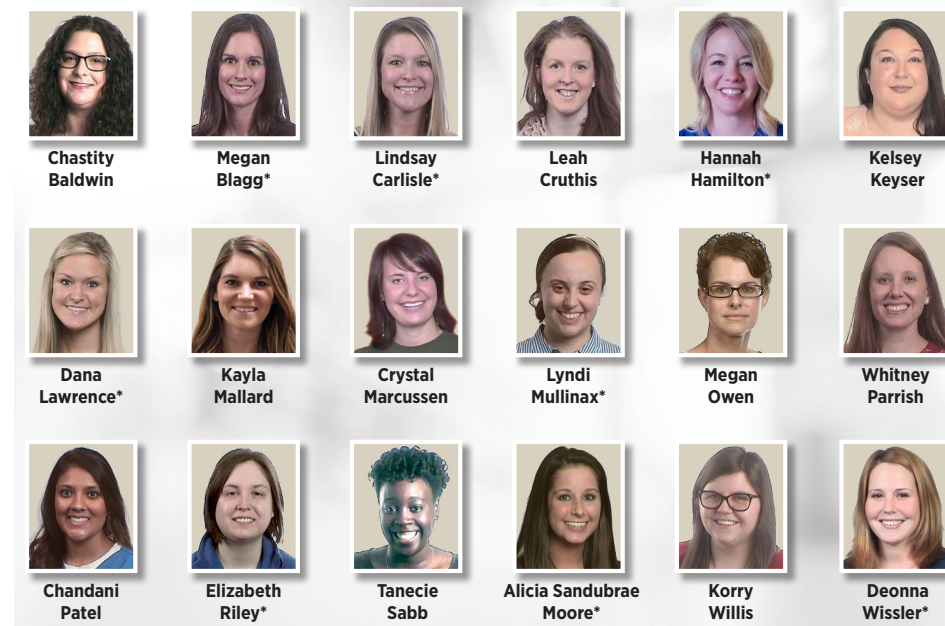 Chastity
Baldwin
Megan
Blagg*
Lindsay
Carlisle*
Leah
Cruthis
Hannah
Hamilton*
Kelsey
Keyser
Dana
Lawrence*
Kayla
Mallard
Crystal
Marcussen
Lyndi
Mullinax*
Megan
Owen
Whitney
Parrish
Chandani
Patel
Elizabeth
Riley*
Tanecie
Sabb
Alicia Sandubrae
Moore*
Korry
Willis
Deonna
Wissler*